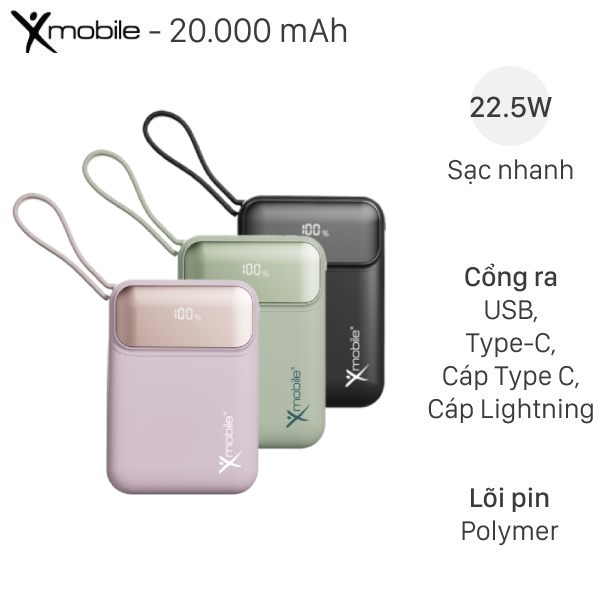 Xmobile - 20.000 mAh
22.5W
Sạc nhanh
100%
100%
100%
Xmobile®
Xmobile®
Xmobile®
Cổng ra
USB,
Type-C,
Cáp Type C,
Cáp Lightning
Lõi pin
Polymer